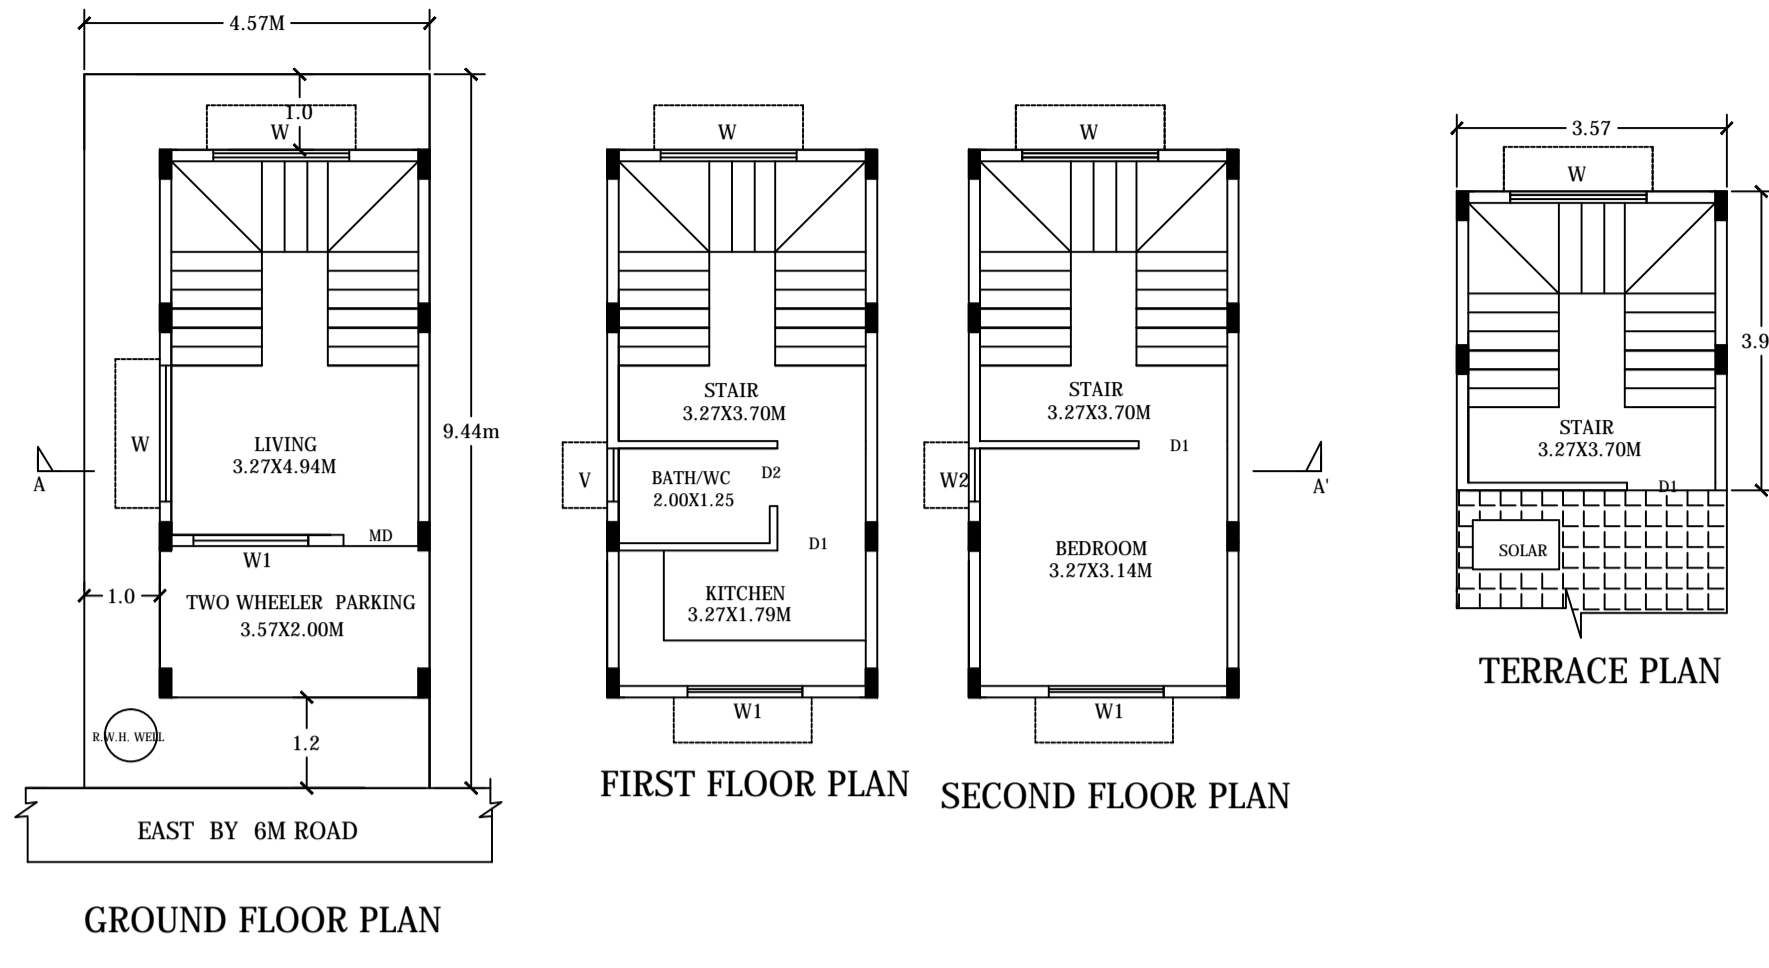 4.57M
1.0
W
W
9.44m
LIVING
3.27X4.94M
A
MD
W1
1.0
TWO WHEELER PARKING
3.57X2.00M
R.W.H. WELL
1.2
EAST BY 6M ROAD
GROUND FLOOR PLAN
W
STAIR
3.27X3.70M
V
BATH/WC
2.00X1.25
D2
D1
KITCHEN
3.27X1.79M
W1
FIRST FLOOR PLAN
W
STAIR
3.27X3.70M
D1
W2
A'
BEDROOM
3.27X3.14M
W1
SECOND FLOOR PLAN
3.57
W
3.9
STAIR
3.27X3.70M
D1
SOLAR
TERRACE PLAN